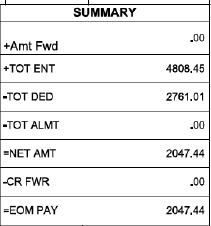 SUMMARY
+Amt Fwd .00
+TOT ENT 4808.45
-TOT DED 2761.01
-TOT ALMT .00
=NET AMT 2047.44
-CR FWR .00
=EOM PAY 2047.44